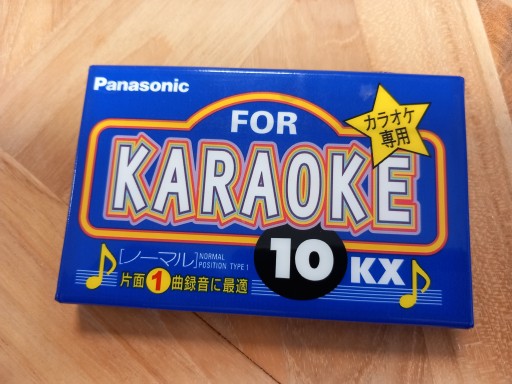 Panasonic
FOR
カラオケ
専用
KARAOKE
[ノーマル] NORMAL
POSITION TYPE I
10 KX
片面1曲録音に最適